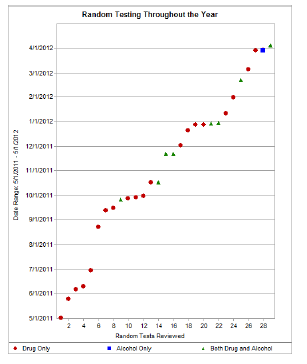 Random Testing Throughout the Year
4/1/2012
3/1/2012
2/1/2012
1/1/2012
12/1/2011
11/1/2011
10/1/2011
9/1/2011
8/1/2011
7/1/2011
6/1/2011
5/1/2011
Date Range: 5/1/2011 - 5/1/2012
2 4 6 8 10 12 14 16 18 20 22 24 26 28
Random Tests Reviewed
Drug Only Alcohol Only Both Drug and Alcohol